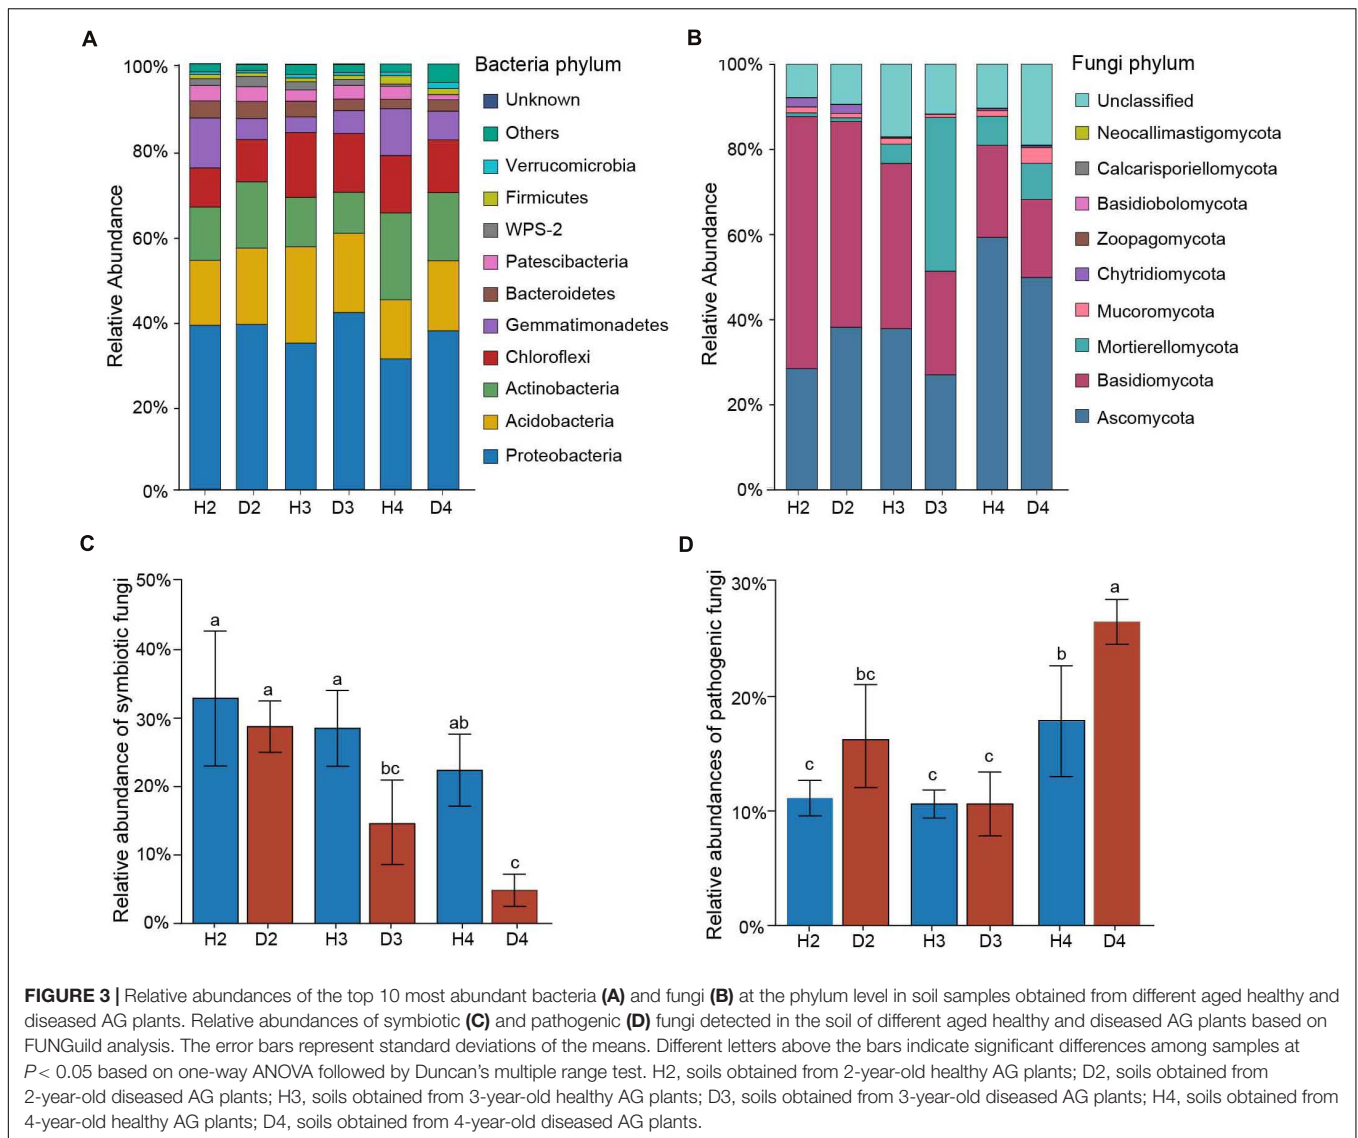 A
100%
80%
60%
40%
20%
0%
Relative Abundance
H2 D2 H3 D3 H4 D4
Bacteria phylum
Unknown
Others
Verrucomicrobia
Firmicutes
WPS-2
Patescibacteria
Bacteroidetes
Gemmatimonadetes
Chloroflexi
Actinobacteria
Acidobacteria
Proteobacteria
B
100%
80%
60%
40%
20%
0%
Relative Abundance
H2 D2 H3 D3 H4 D4
Fungi phylum
Unclassified
Neocallimastigomycota
Calcarisporiellomycota
Basidiobolomycota
Zoopagomycota
Chytridiomycota
Mucoromycota
Mortierellomycota
Basidiomycota
Ascomycota
C
50%
40%
30%
20%
10%
0%
Relative abundance of symbiotic fungi
a a a bc ab c
H2 D2 H3 D3 H4 D4
D
30%
20%
10%
0%
Relative abundances of pathogenic fungi
c bc c c b a
H2 D2 H3 D3 H4 D4
FIGURE 3 | Relative abundances of the top 10 most abundant bacteria (A) and fungi (B) at the phylum level in soil samples obtained from different aged healthy and
diseased AG plants. Relative abundances of symbiotic (C) and pathogenic (D) fungi detected in the soil of different aged healthy and diseased AG plants based on
FUNGuild analysis. The error bars represent standard deviations of the means. Different letters above the bars indicate significant differences among samples at
P< 0.05 based on one-way ANOVA followed by Duncan's multiple range test. H2, soils obtained from 2-year-old healthy AG plants; D2, soils obtained from
2-year-old diseased AG plants; H3, soils obtained from 3-year-old healthy AG plants; D3, soils obtained from 3-year-old diseased AG plants; H4, soils obtained from
4-year-old healthy AG plants; D4, soils obtained from 4-year-old diseased AG plants.